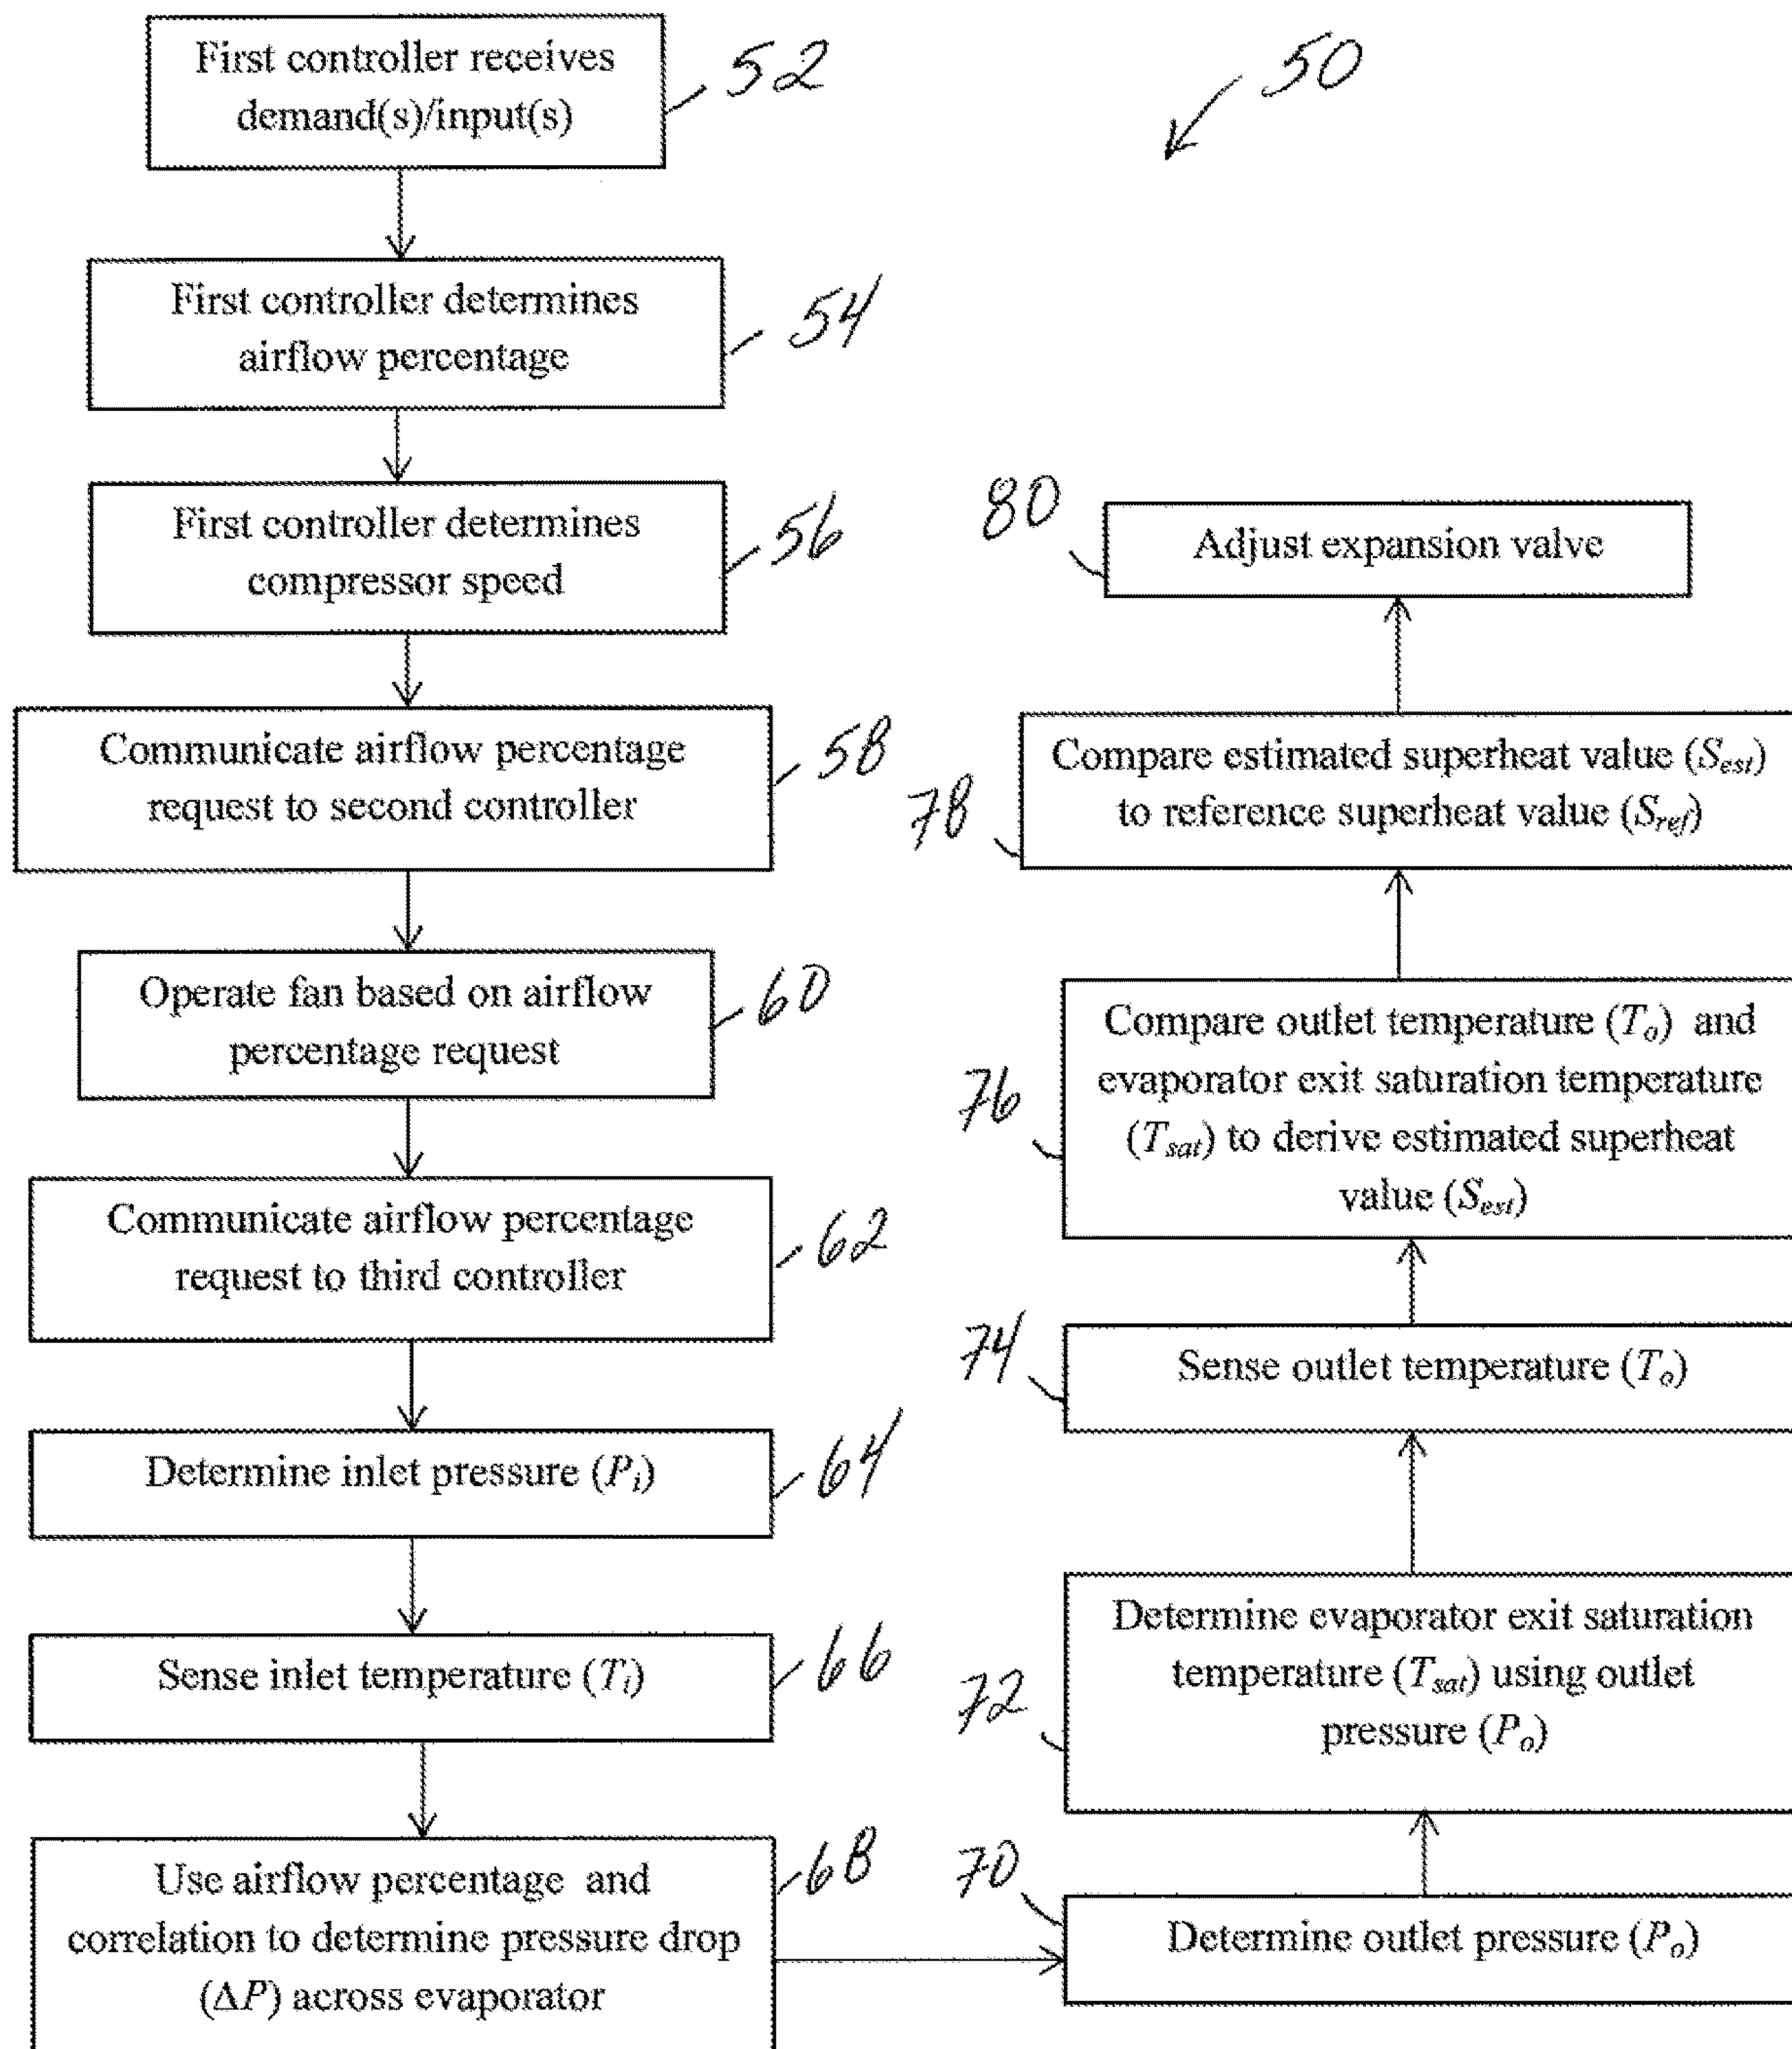 First controller receives
demand(s)/input(s)
52
50
First controller determines
airflow percentage
54
First controller determines
compressor speed
56
Communicate airflow percentage
request to second controller
58
Operate fan based on airflow
percentage request
60
Communicate airflow percentage
request to third controller
62
Determine inlet pressure (Pi)
64
Sense inlet temperature (Ti)
66
Use airflow percentage and
correlation to determine pressure drop
(ΔP) across evaporator
68
70
Determine outlet pressure (Po)
72
Determine evaporator exit saturation
temperature (Tsat) using outlet
pressure (Po)
74
Sense outlet temperature (To)
76
Compare outlet temperature (To) and
evaporator exit saturation temperature
(Tsat) to derive estimated superheat
value (Sest)
78
Compare estimated superheat value (Sest)
to reference superheat value (Sref)
80
Adjust expansion valve